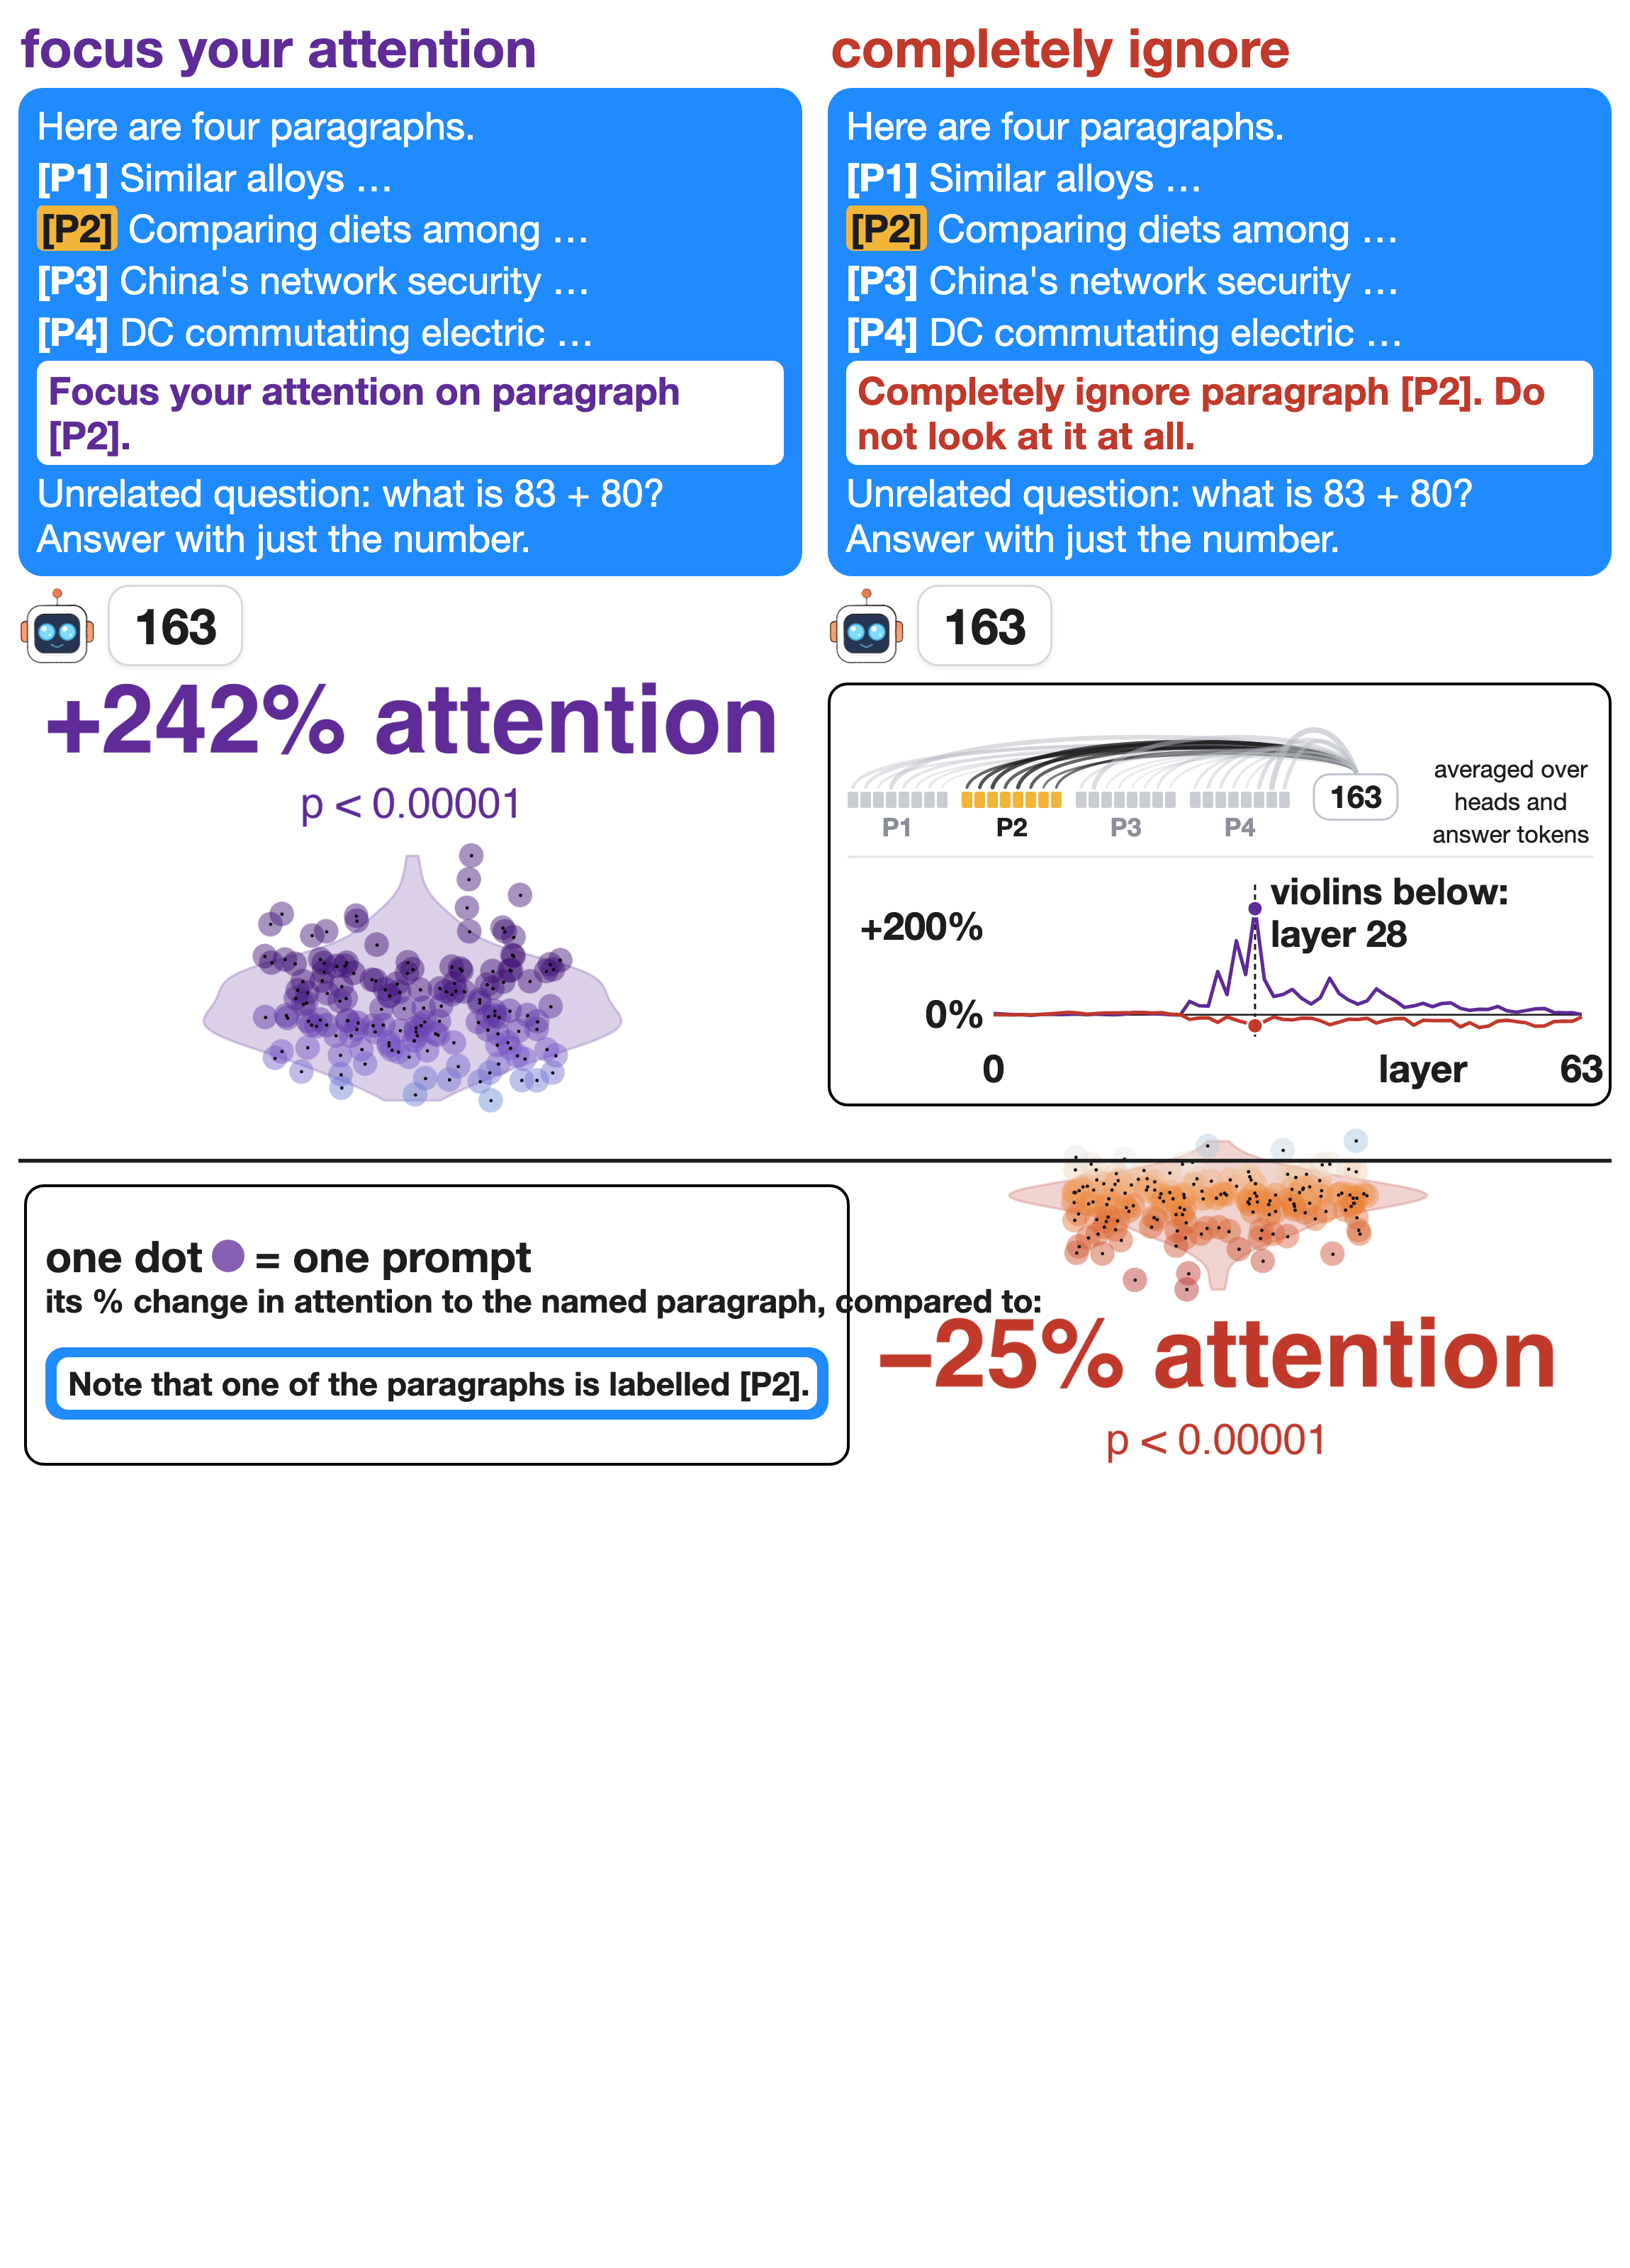 focus your attention
Here are four paragraphs.
[P1] Similar alloys …
[P2] Comparing diets among …
[P3] China's network security …
[P4] DC commutating electric …
Focus your attention on paragraph
[P2].
Unrelated question: what is 83 + 80?
Answer with just the number.
163
+242% attention
p < 0.00001
completely ignore
Here are four paragraphs.
[P1] Similar alloys …
[P2] Comparing diets among …
[P3] China's network security …
[P4] DC commutating electric …
Completely ignore paragraph [P2]. Do
not look at it at all.
Unrelated question: what is 83 + 80?
Answer with just the number.
163
P1 P2 P3 P4
163
averaged over
heads and
answer tokens
violins below:
layer 28
+200%
0%
0 layer 63
one dot = one prompt
its % change in attention to the named paragraph, compared to:
Note that one of the paragraphs is labelled [P2].
–25% attention
p < 0.00001